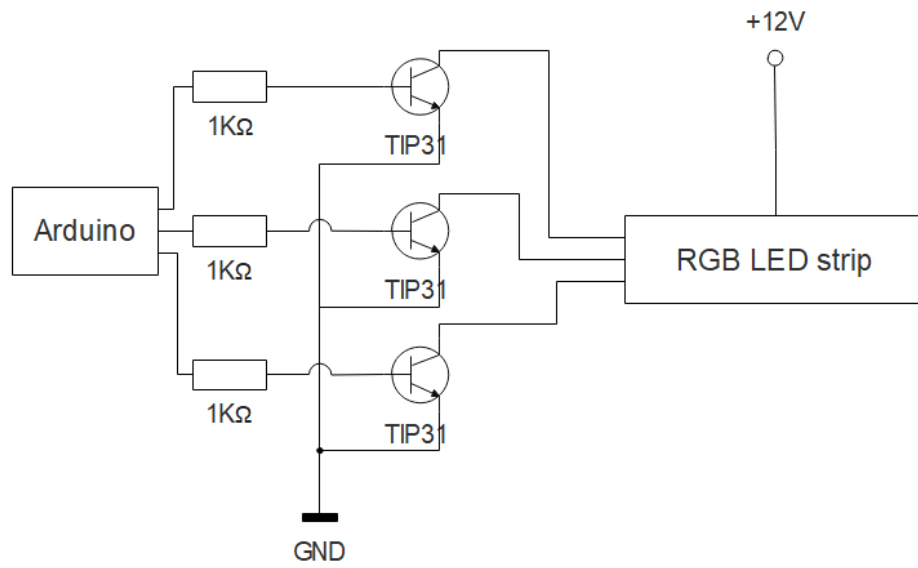 +12V
1KΩ
TIP31
Arduino
1KΩ
TIP31
RGB LED strip
1KΩ
TIP31
GND